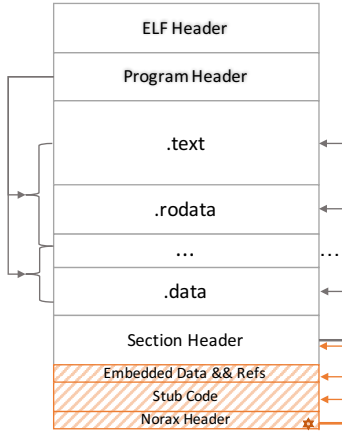 ELF Header
Program Header
.text
.rodata
...
...
.data
Section Header
Embedded Data && Refs
Stub Code
Norax Header